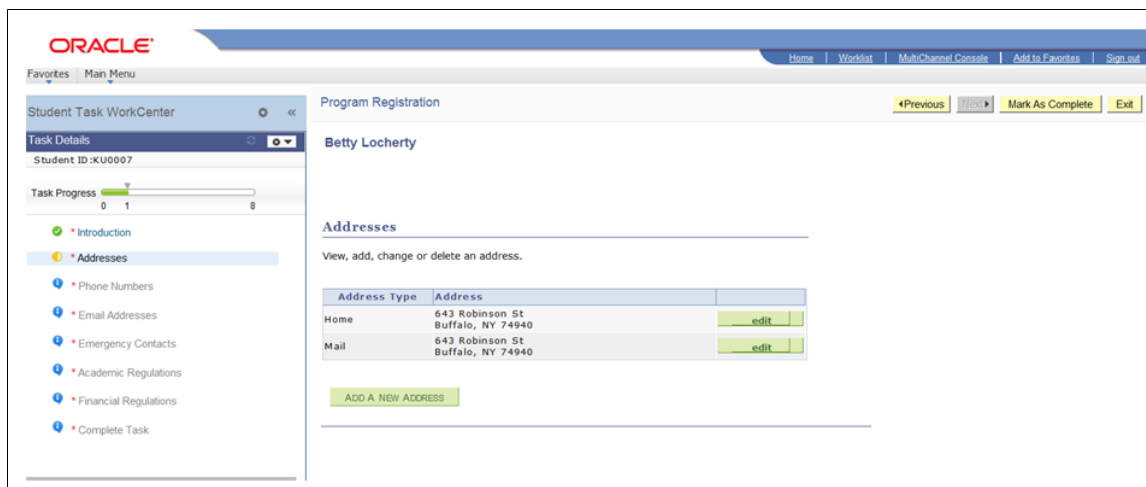 ORACLE
Home | Worklist | MultiChannel Console | Add to Favorites | Sign out
Favorites Main Menu
Student Task WorkCenter «
Program Registration
Previous Next Mark As Complete Exit
Task Details
Betty Locherty
Student ID :KU0007
Task Progress
0 1 8
* Introduction
* Addresses
* Phone Numbers
* Email Addresses
* Emergency Contacts
* Academic Regulations
* Financial Regulations
* Complete Task
Addresses
View, add, change or delete an address.
Address Type Address
Home 643 Robinson St
Buffalo, NY 74940 edit
Mail 643 Robinson St
Buffalo, NY 74940 edit
ADD A NEW ADDRESS